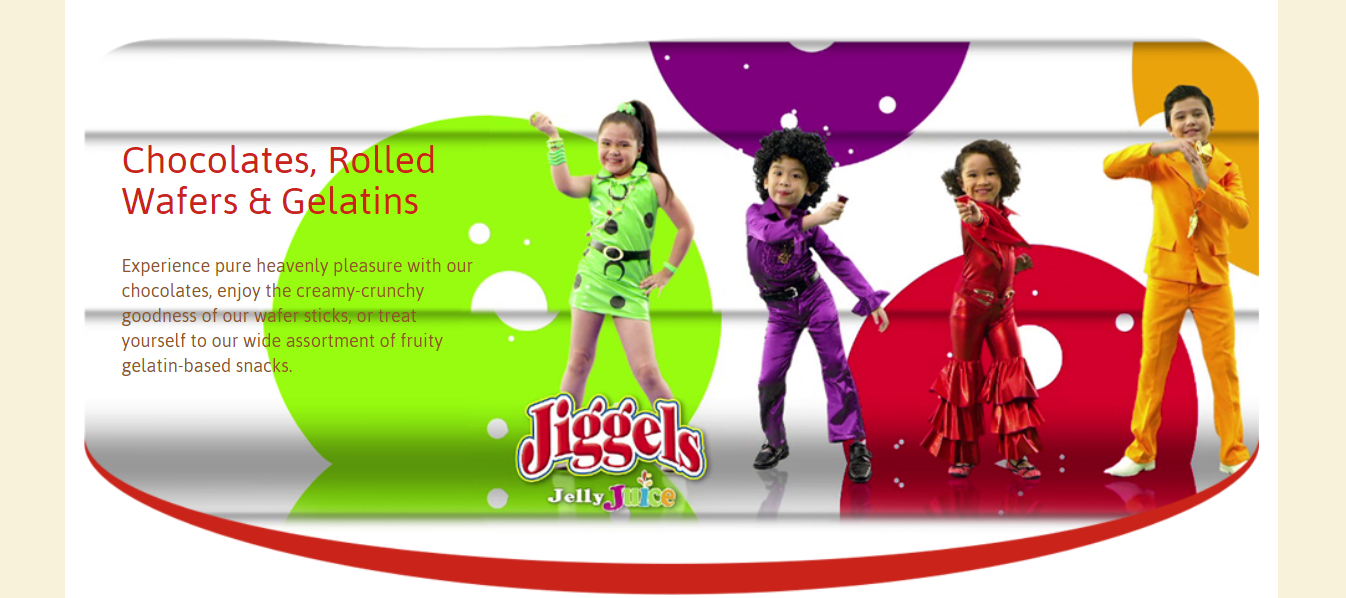 Chocolates, Rolled
Wafers & Gelatins
Experience pure heavenly pleasure with our
chocolates, enjoy the creamy-crunchy
goodness of our wafer sticks, or treat
yourself to our wide assortment of fruity
gelatin-based snacks.
Jiggels
Jelly Juice